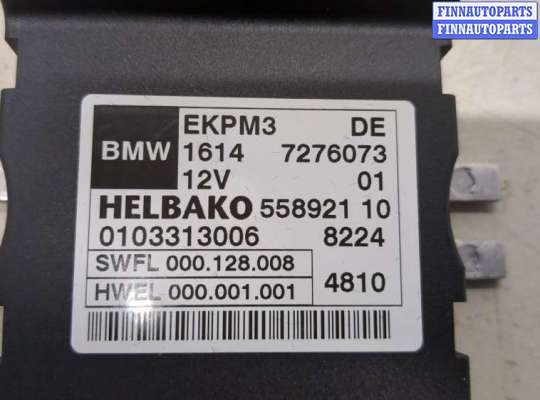 FINNAUTOPARTS
FINNAUTOPARTS
EKPM3 DE
BMW 1614 7276073
12V 01
HELBAKO 558921 10
0103313006 8224
SWFL 000.128.008
HWEL 000.001.001 4810